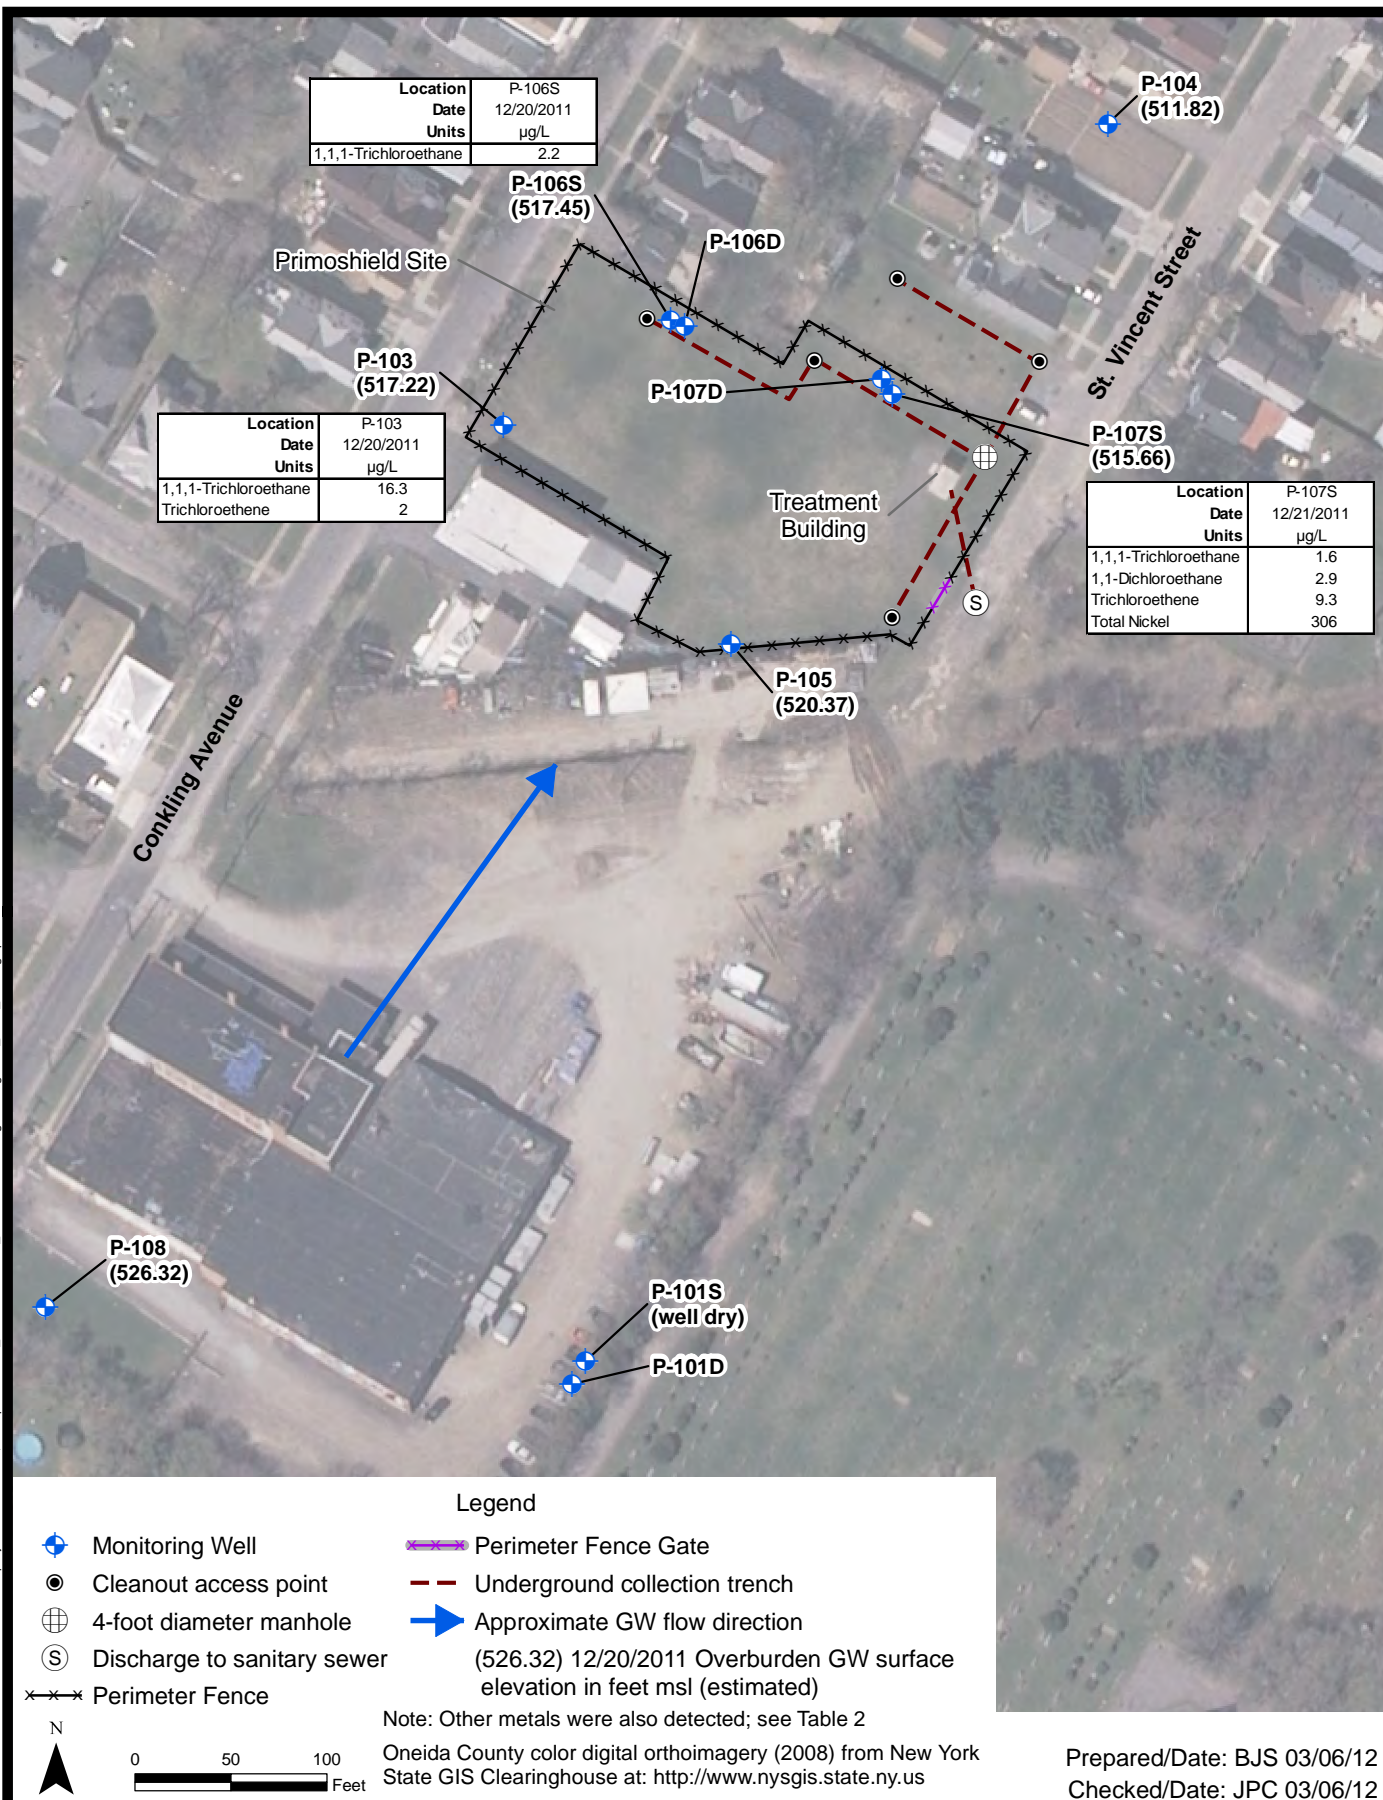 Location P-106S
Date 12/20/2011
Units µg/L
1,1,1-Trichloroethane 2.2
P-104
(511.82)
P-106S
(517.45)
P-106D
Primoshield Site
St. Vincent Street
P-103
(517.22)
P-107D
Location P-103
Date 12/20/2011
Units µg/L
1,1,1-Trichloroethane 16.3
Trichloroethene 2
P-107S
(515.66)
Treatment
Building
Location P-107S
Date 12/21/2011
Units µg/L
1,1,1-Trichloroethane 1.6
1,1-Dichloroethane 2.9
Trichloroethene 9.3
Total Nickel 306
S
P-105
(520.37)
Conkling Avenue
P-108
(526.32)
P-101S
(well dry)
P-101D
Legend
Monitoring Well
Cleanout access point
4-foot diameter manhole
S Discharge to sanitary sewer
Perimeter Fence
Perimeter Fence Gate
Underground collection trench
Approximate GW flow direction
(526.32) 12/20/2011 Overburden GW surface
elevation in feet msl (estimated)
Note: Other metals were also detected; see Table 2
N
0 50 100
Feet
Oneida County color digital orthoimagery (2008) from New York
State GIS Clearinghouse at: http://www.nysgis.state.ny.us
Prepared/Date: BJS 03/06/12
Checked/Date: JPC 03/06/12